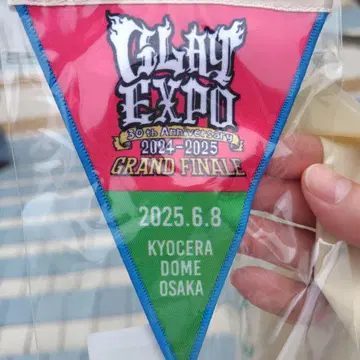 GLAY
EXPO
30th Anniversary
2024-2025
GRAND FINALE
2025.6.8
KYOCERA
DOME
OSAKA